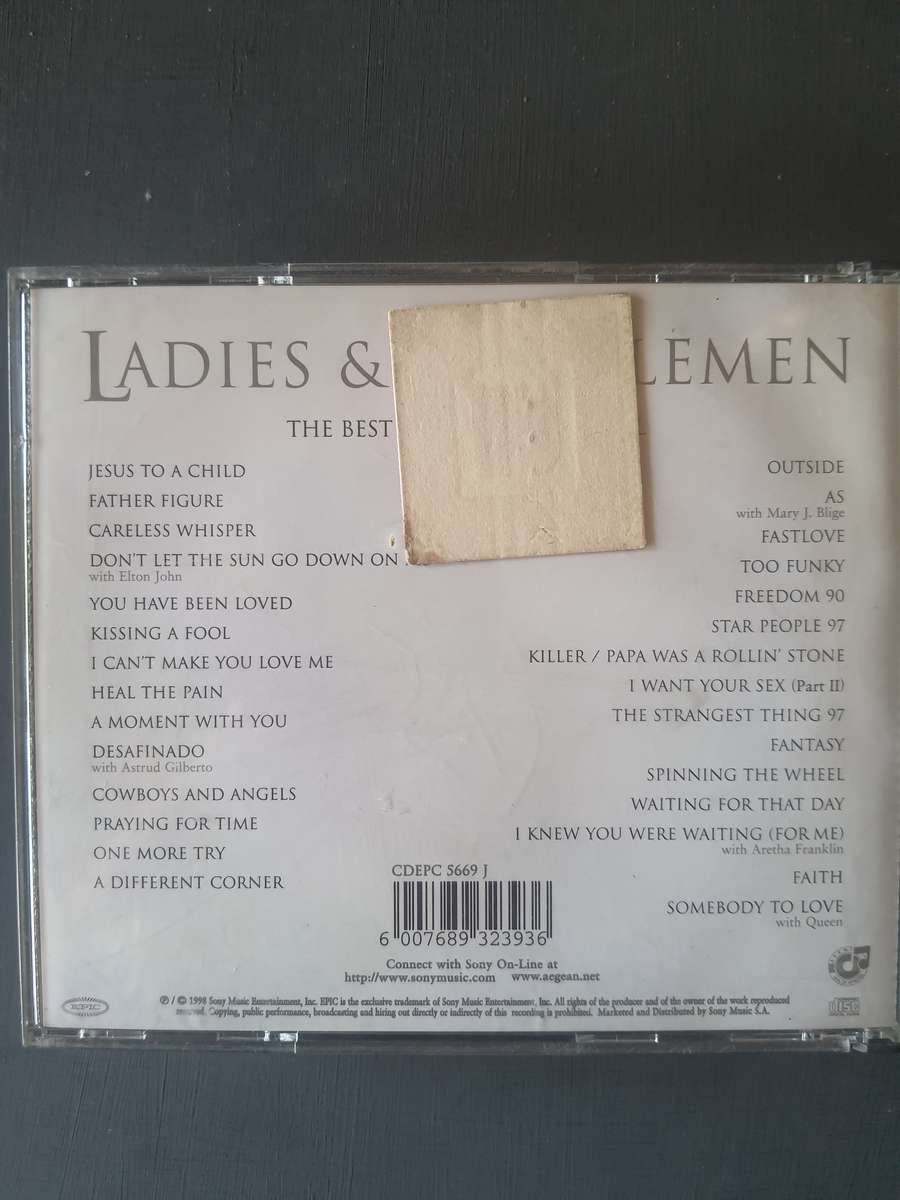 LADIES & LEMEN
THE BEST
JESUS TO A CHILD
FATHER FIGURE
CARELESS WHISPER
DON'T LET THE SUN GO DOWN ON
with Elton John
YOU HAVE BEEN LOVED
KISSING A FOOL
I CAN'T MAKE YOU LOVE ME
HEAL THE PAIN
A MOMENT WITH YOU
DESAFINADO
with Astrud Gilberto
COWBOYS AND ANGELS
PRAYING FOR TIME
ONE MORE TRY
A DIFFERENT CORNER
OUTSIDE
AS
with Mary J. Blige
FASTLOVE
TOO FUNKY
FREEDOM 90
STAR PEOPLE 97
KILLER / PAPA WAS A ROLLIN' STONE
I WANT YOUR SEX (Part II)
THE STRANGEST THING 97
FANTASY
SPINNING THE WHEEL
WAITING FOR THAT DAY
I KNEW YOU WERE WAITING (FOR ME)
with Aretha Franklin
FAITH
SOMEBODY TO LOVE
with Queen
CDEPC 5669 J
6 007689 323936
Connect with Sony On-Line at
http://www.sonymusic.com www.aegean.net
EPIC
℗ / © 1998 Sony Music Entertainment, Inc. EPIC is the exclusive trademark of Sony Music Entertainment, Inc. All rights of the producer and of the owner of the work reproduced
reserved. Copying, public performance, broadcasting and hiring out directly or indirectly of this recording is prohibited. Marketed and Distributed by Sony Music S.A.
disc